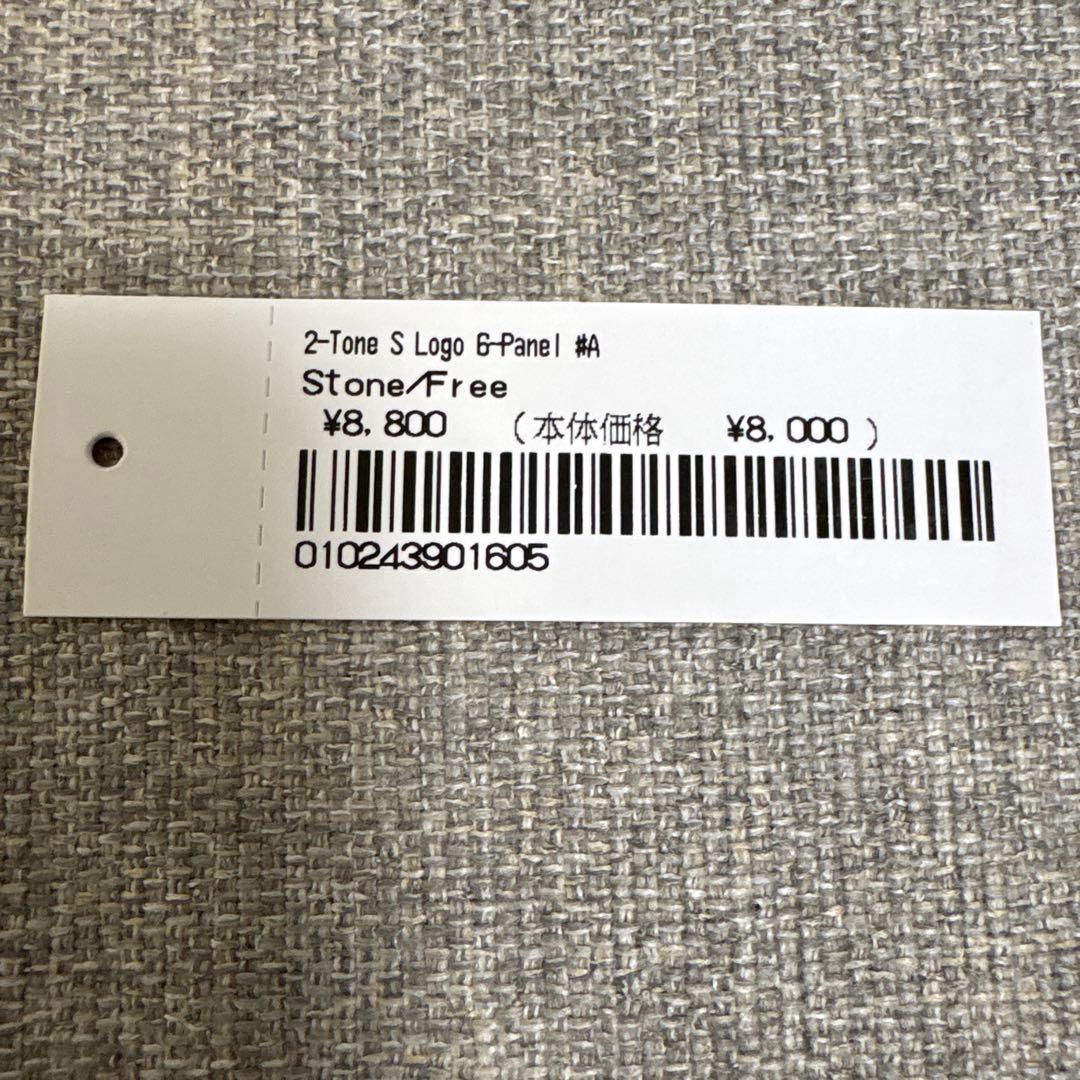 2-Tone S Logo 6-Panel #A
Stone/Free
¥8,800 (本体価格 ¥8,000)
010243901605